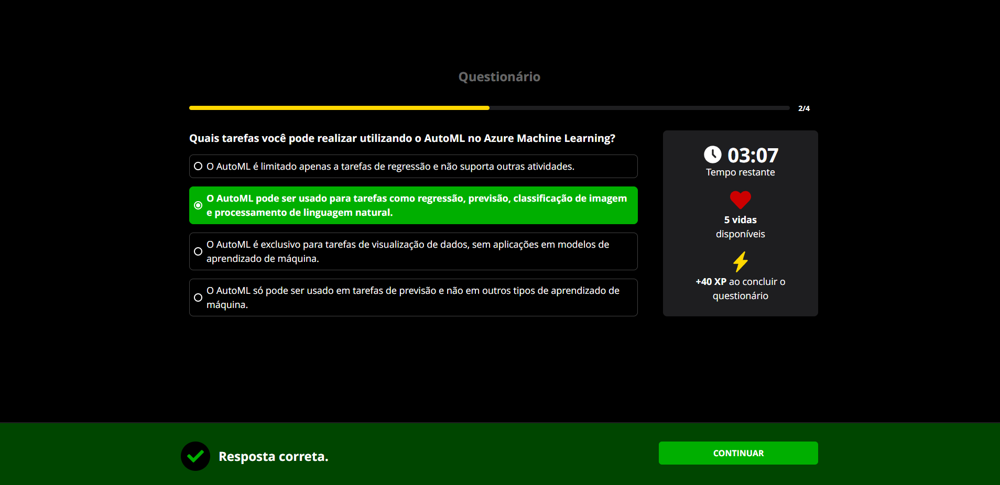 Questionário
2/4
Quais tarefas você pode realizar utilizando o AutoML no Azure Machine Learning?
O AutoML é limitado apenas a tarefas de regressão e não suporta outras atividades.
O AutoML pode ser usado para tarefas como regressão, previsão, classificação de imagem
e processamento de linguagem natural.
O AutoML é exclusivo para tarefas de visualização de dados, sem aplicações em modelos de
aprendizado de máquina.
O AutoML só pode ser usado em tarefas de previsão e não em outros tipos de aprendizado de
máquina.
03:07
Tempo restante
5 vidas
disponíveis
+40 XP ao concluir o
questionário
Resposta correta.
CONTINUAR